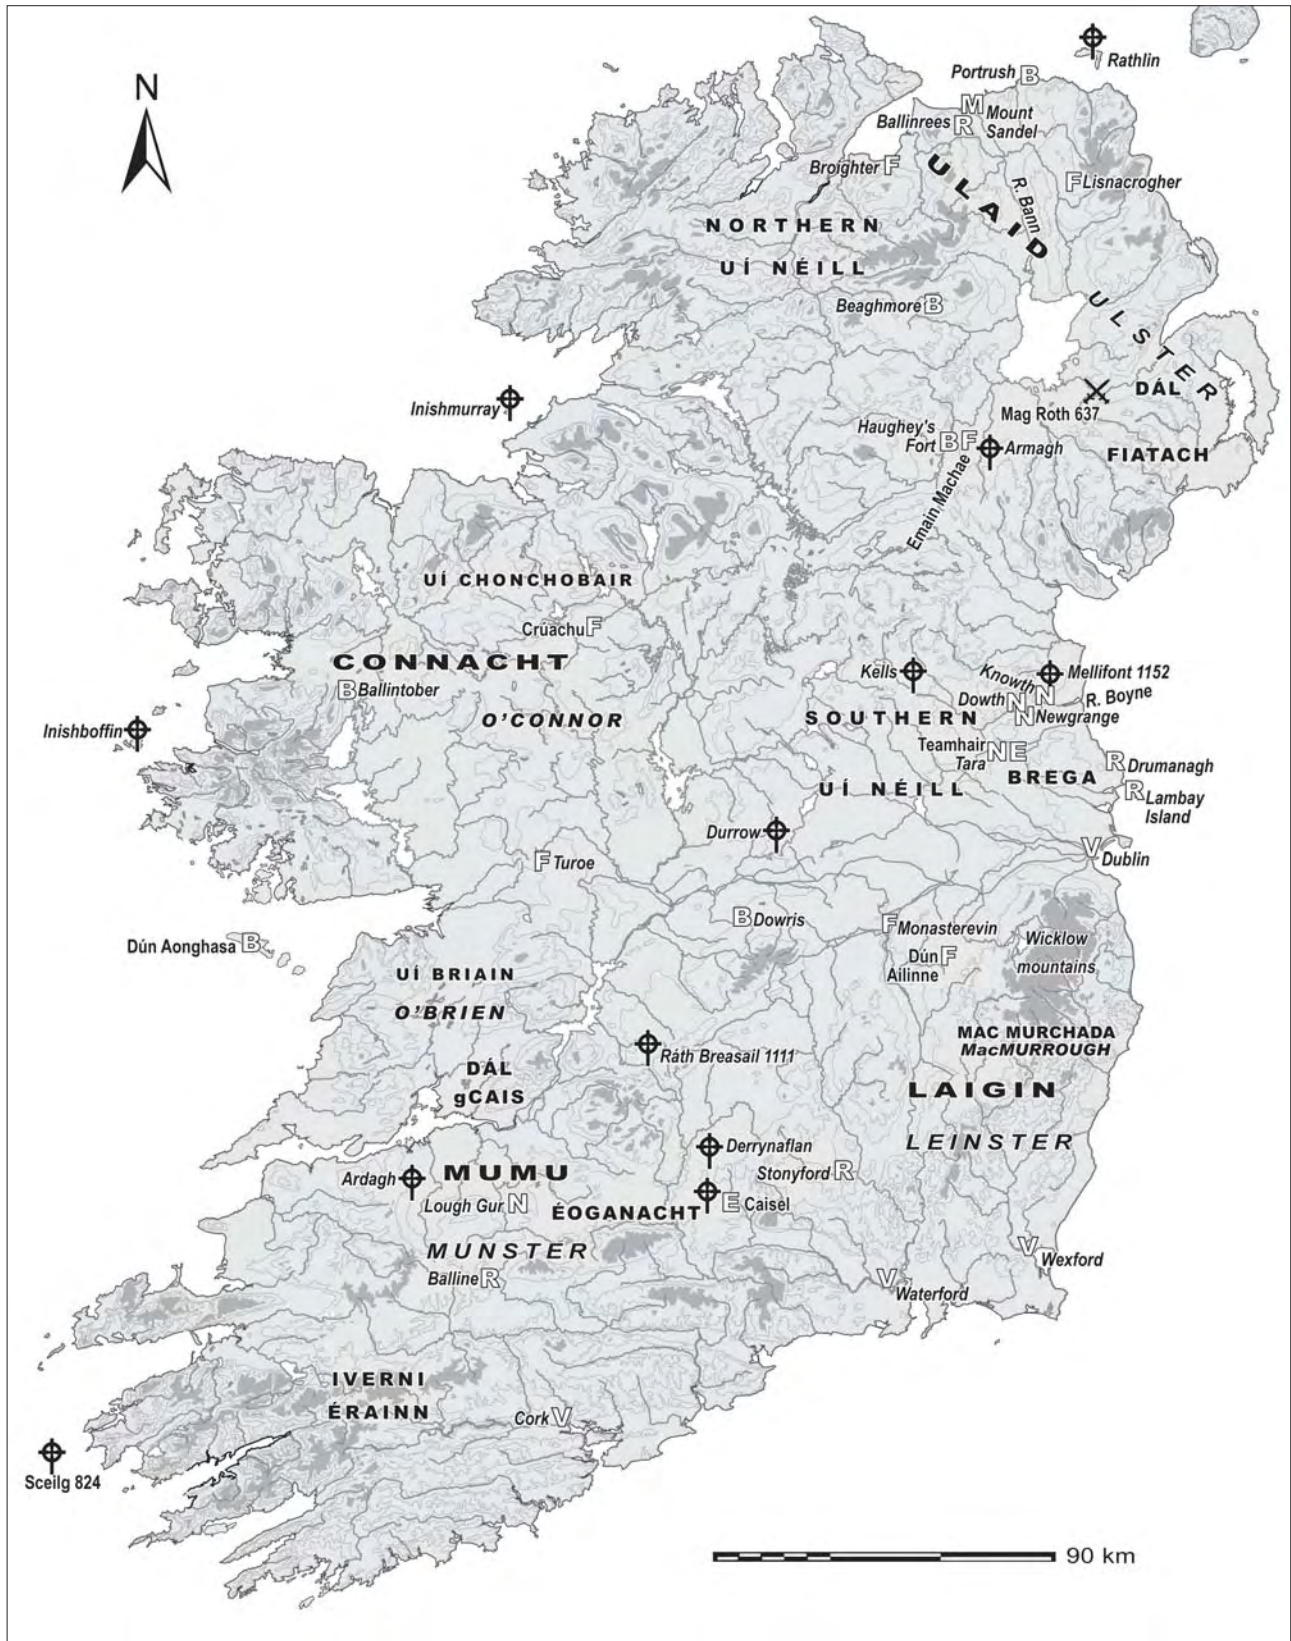 N
Rathlin
Portrush B
M Mount
Sandel
Ballinrees R
Broighter F
ULAID
R. Bann
F Lisnacrogher
NORTHERN
UÍ NÉILL
Beaghmore B
ULSTER
Inishmurray
DÁL
FIATACH
Mag Roth 637
Haughey's
Fort B F
Armagh
Emain Machae
UÍ CHONCHOBAIR
Crúachu F
CONNACHT
B Ballintober
O'CONNOR
Inishboffin
Kells
Mellifont 1152
Knowth N
Dowth N
R. Boyne
N Newgrange
SOUTHERN
UÍ NÉILL
Teamhair
Tara NE
BREGA
R Drumanagh
R Lambay
Island
Durrow
V Dublin
F Turoe
B Dowris
F Monasterevin
Dún F
Ailinne
Wicklow
mountains
Dún Aonghasa B
UÍ BRIAIN
O'BRIEN
MAC MURCHADA
MacMURROUGH
Ráth Breasail 1111
DÁL
gCAIS
LAIGIN
LEINSTER
Derrynaflan
Stonyford R
Ardagh
MUMU
Lough Gur N
ÉOGANACHT
E Caisel
MUNSTER
Balline R
V Wexford
V Waterford
IVERNI
ÉRAINN
Cork V
Sceilg 824
90 km